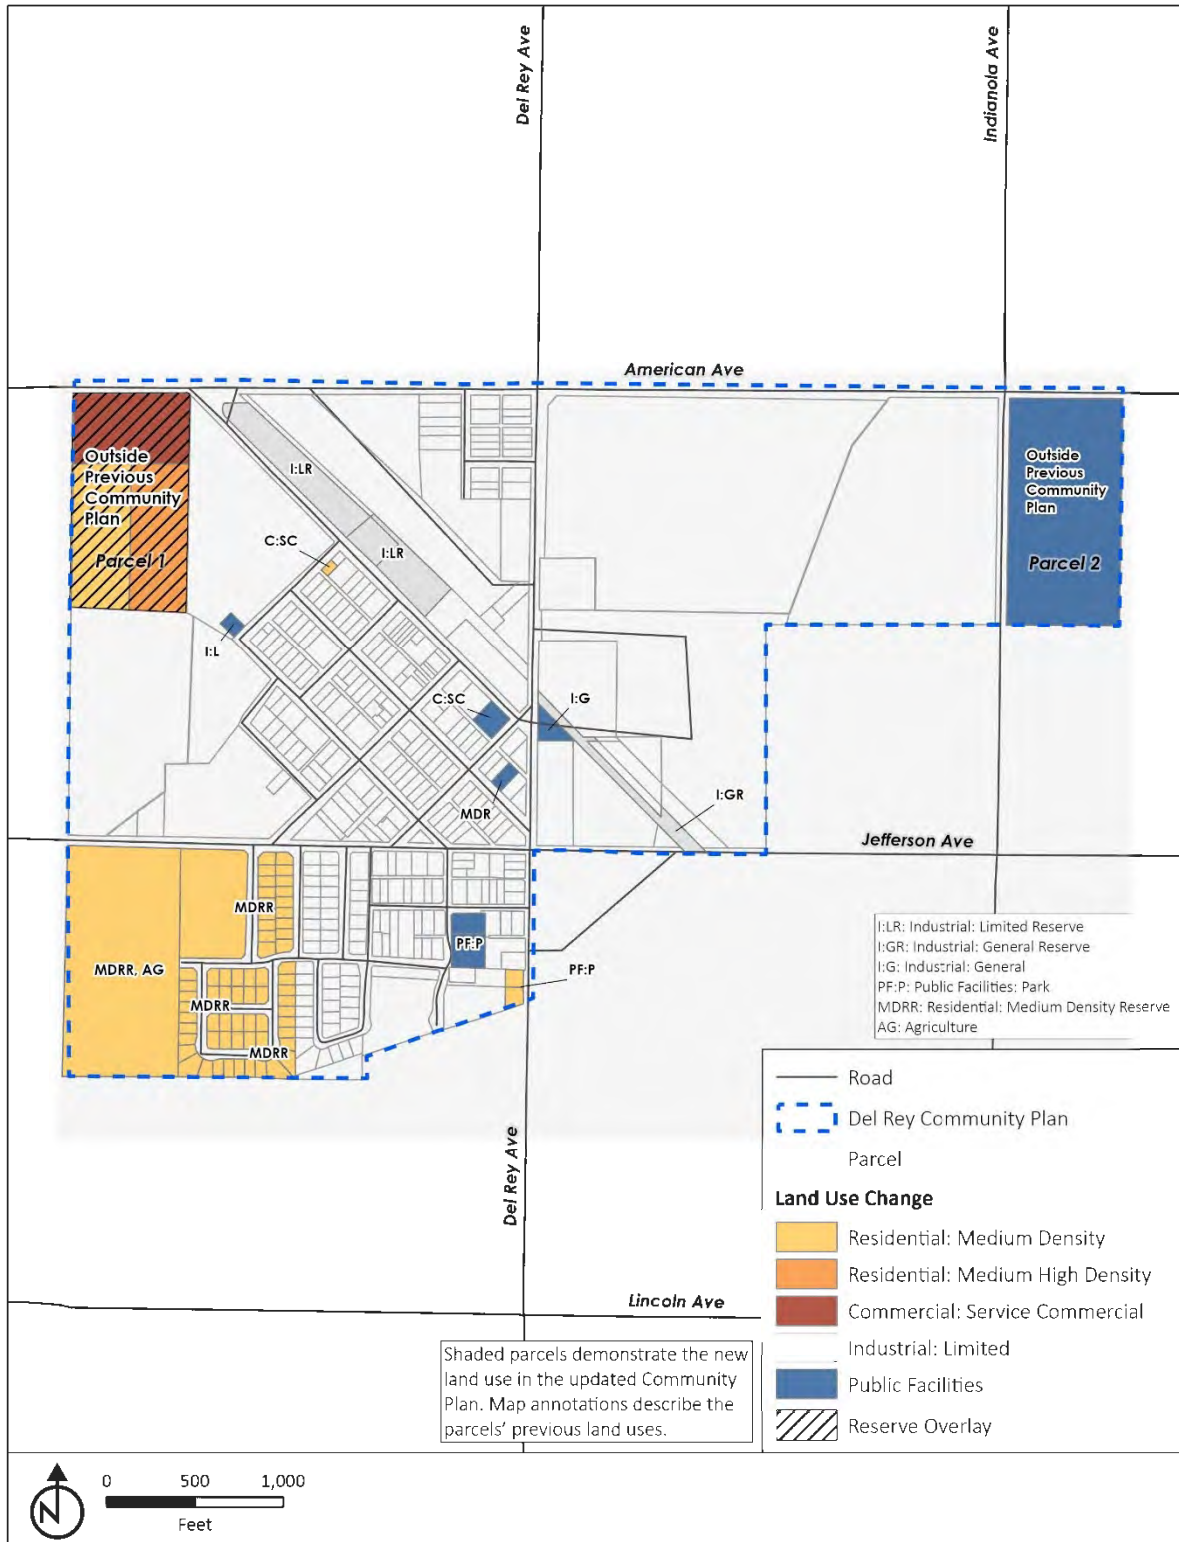 Del Rey Ave
Indianola Ave
American Ave
Outside
Previous
Community
Plan
Parcel 1
I:LR
I:LR
C:SC
I:L
Outside
Previous
Community
Plan
Parcel 2
C:SC
I:G
MDR
I:GR
Jefferson Ave
MDRR
MDRR, AG
MDRR
MDRR
PF:P
PF:P
I:LR: Industrial: Limited Reserve
I:GR: Industrial: General Reserve
I:G: Industrial: General
PF:P: Public Facilities: Park
MDRR: Residential: Medium Density Reserve
AG: Agriculture
Road
Del Rey Community Plan
Parcel
Land Use Change
Residential: Medium Density
Residential: Medium High Density
Commercial: Service Commercial
Industrial: Limited
Public Facilities
Reserve Overlay
Del Rey Ave
Lincoln Ave
Shaded parcels demonstrate the new
land use in the updated Community
Plan. Map annotations describe the
parcels' previous land uses.
N
0 500 1,000
Feet